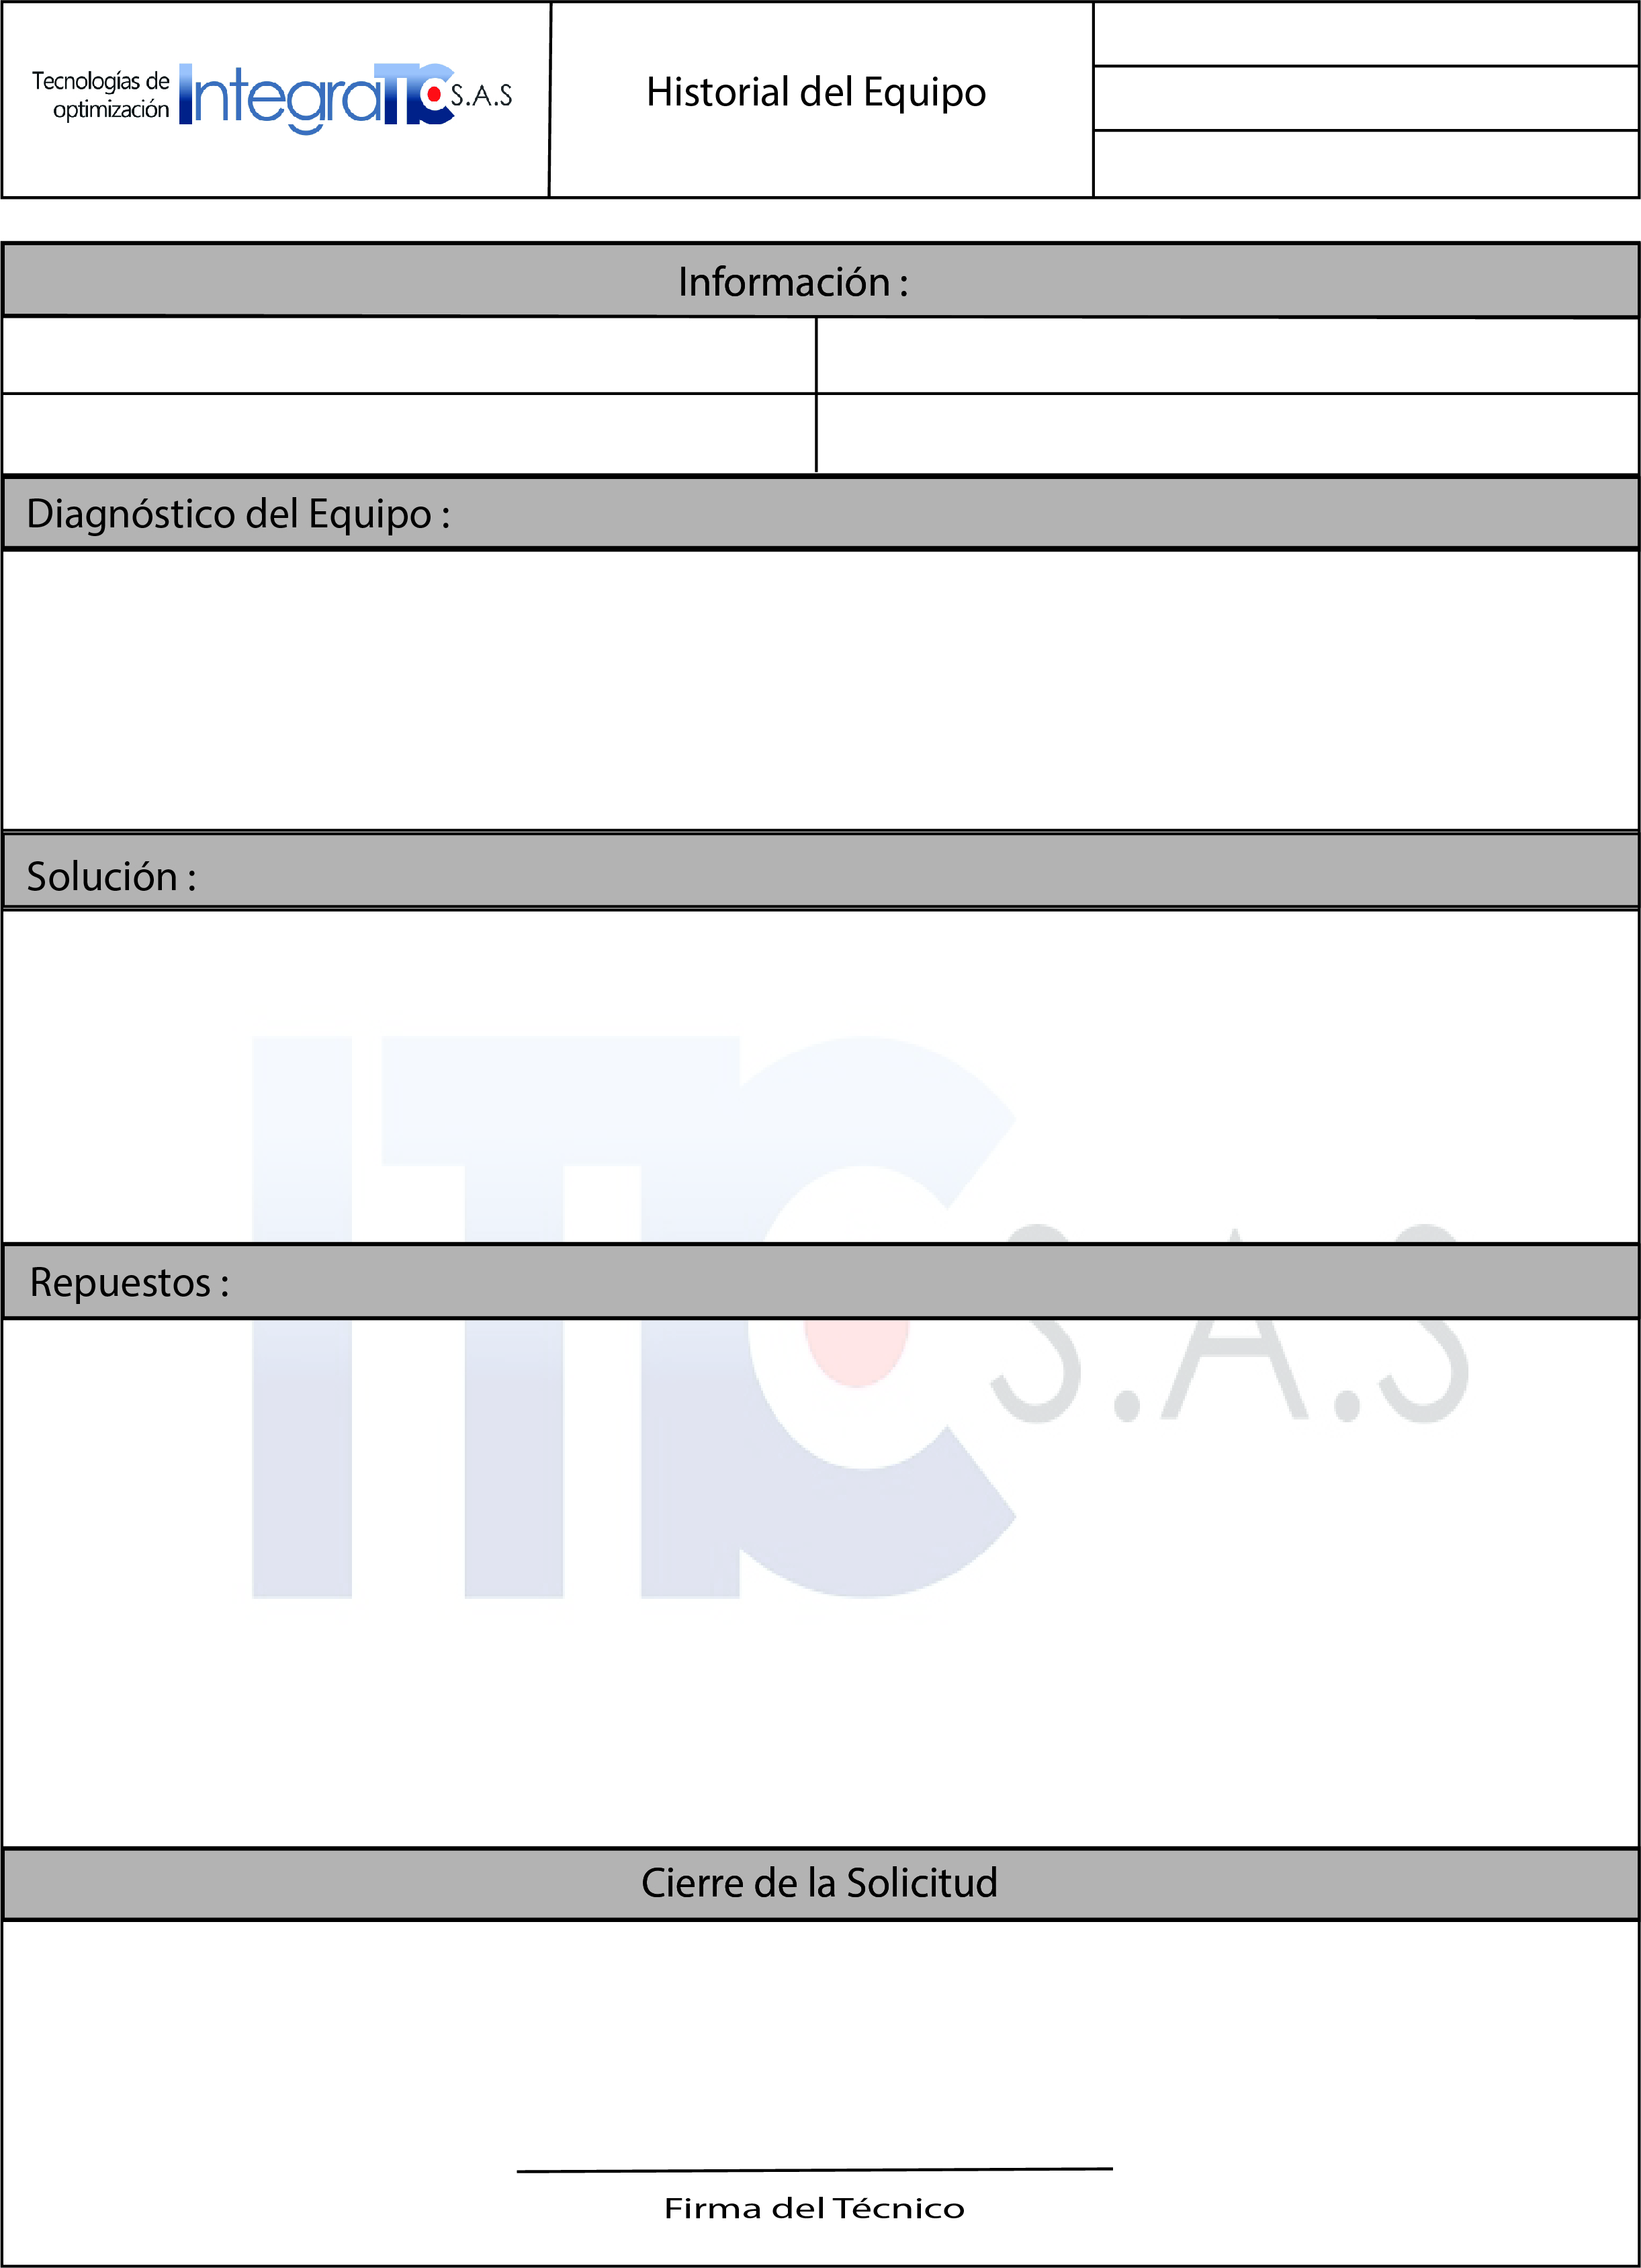 Tecnologías de
optimización
IntegraITC S.A.S
Historial del Equipo
Información :
Diagnóstico del Equipo :
Solución :
ITC S.A.S
Repuestos :
Cierre de la Solicitud
Firma del Técnico